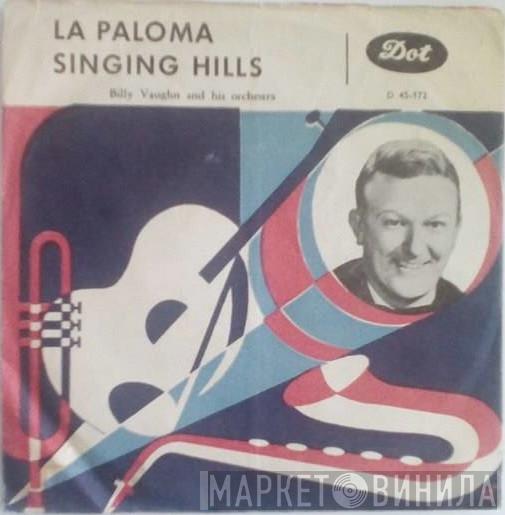 LA PALOMA
SINGING HILLS
Dot
Billy Vaughn and his orchestra
D 45-172
МАРКЕТ ВИНИЛА